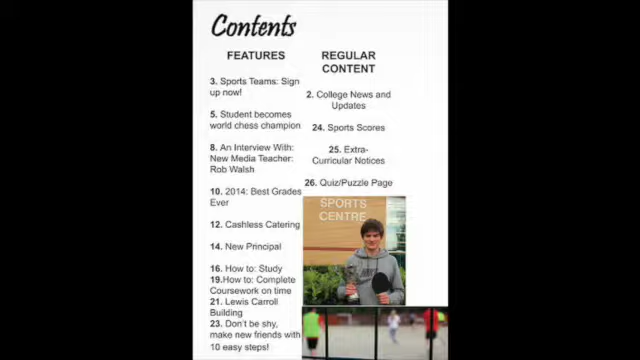 Contents
FEATURES
3. Sports Teams: Sign
up now!
5. Student becomes
world chess champion
8. An Interview With:
New Media Teacher:
Rob Walsh
10. 2014: Best Grades
Ever
12. Cashless Catering
14. New Principal
16. How to: Study
19.How to: Complete
Coursework on time
21. Lewis Carroll
Building
23. Don't be shy,
make new friends with
10 easy steps!
REGULAR
CONTENT
2. College News and
Updates
24. Sports Scores
25. Extra-
Curricular Notices
26. Quiz/Puzzle Page
SPORTS
CENTRE